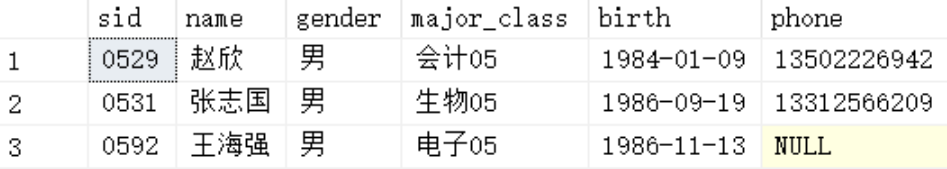 sid name gender major_class birth phone
1 0529 赵欣 男 会计05 1984-01-09 13502226942
2 0531 张志国 男 生物05 1986-09-19 13312566209
3 0592 王海强 男 电子05 1986-11-13 NULL